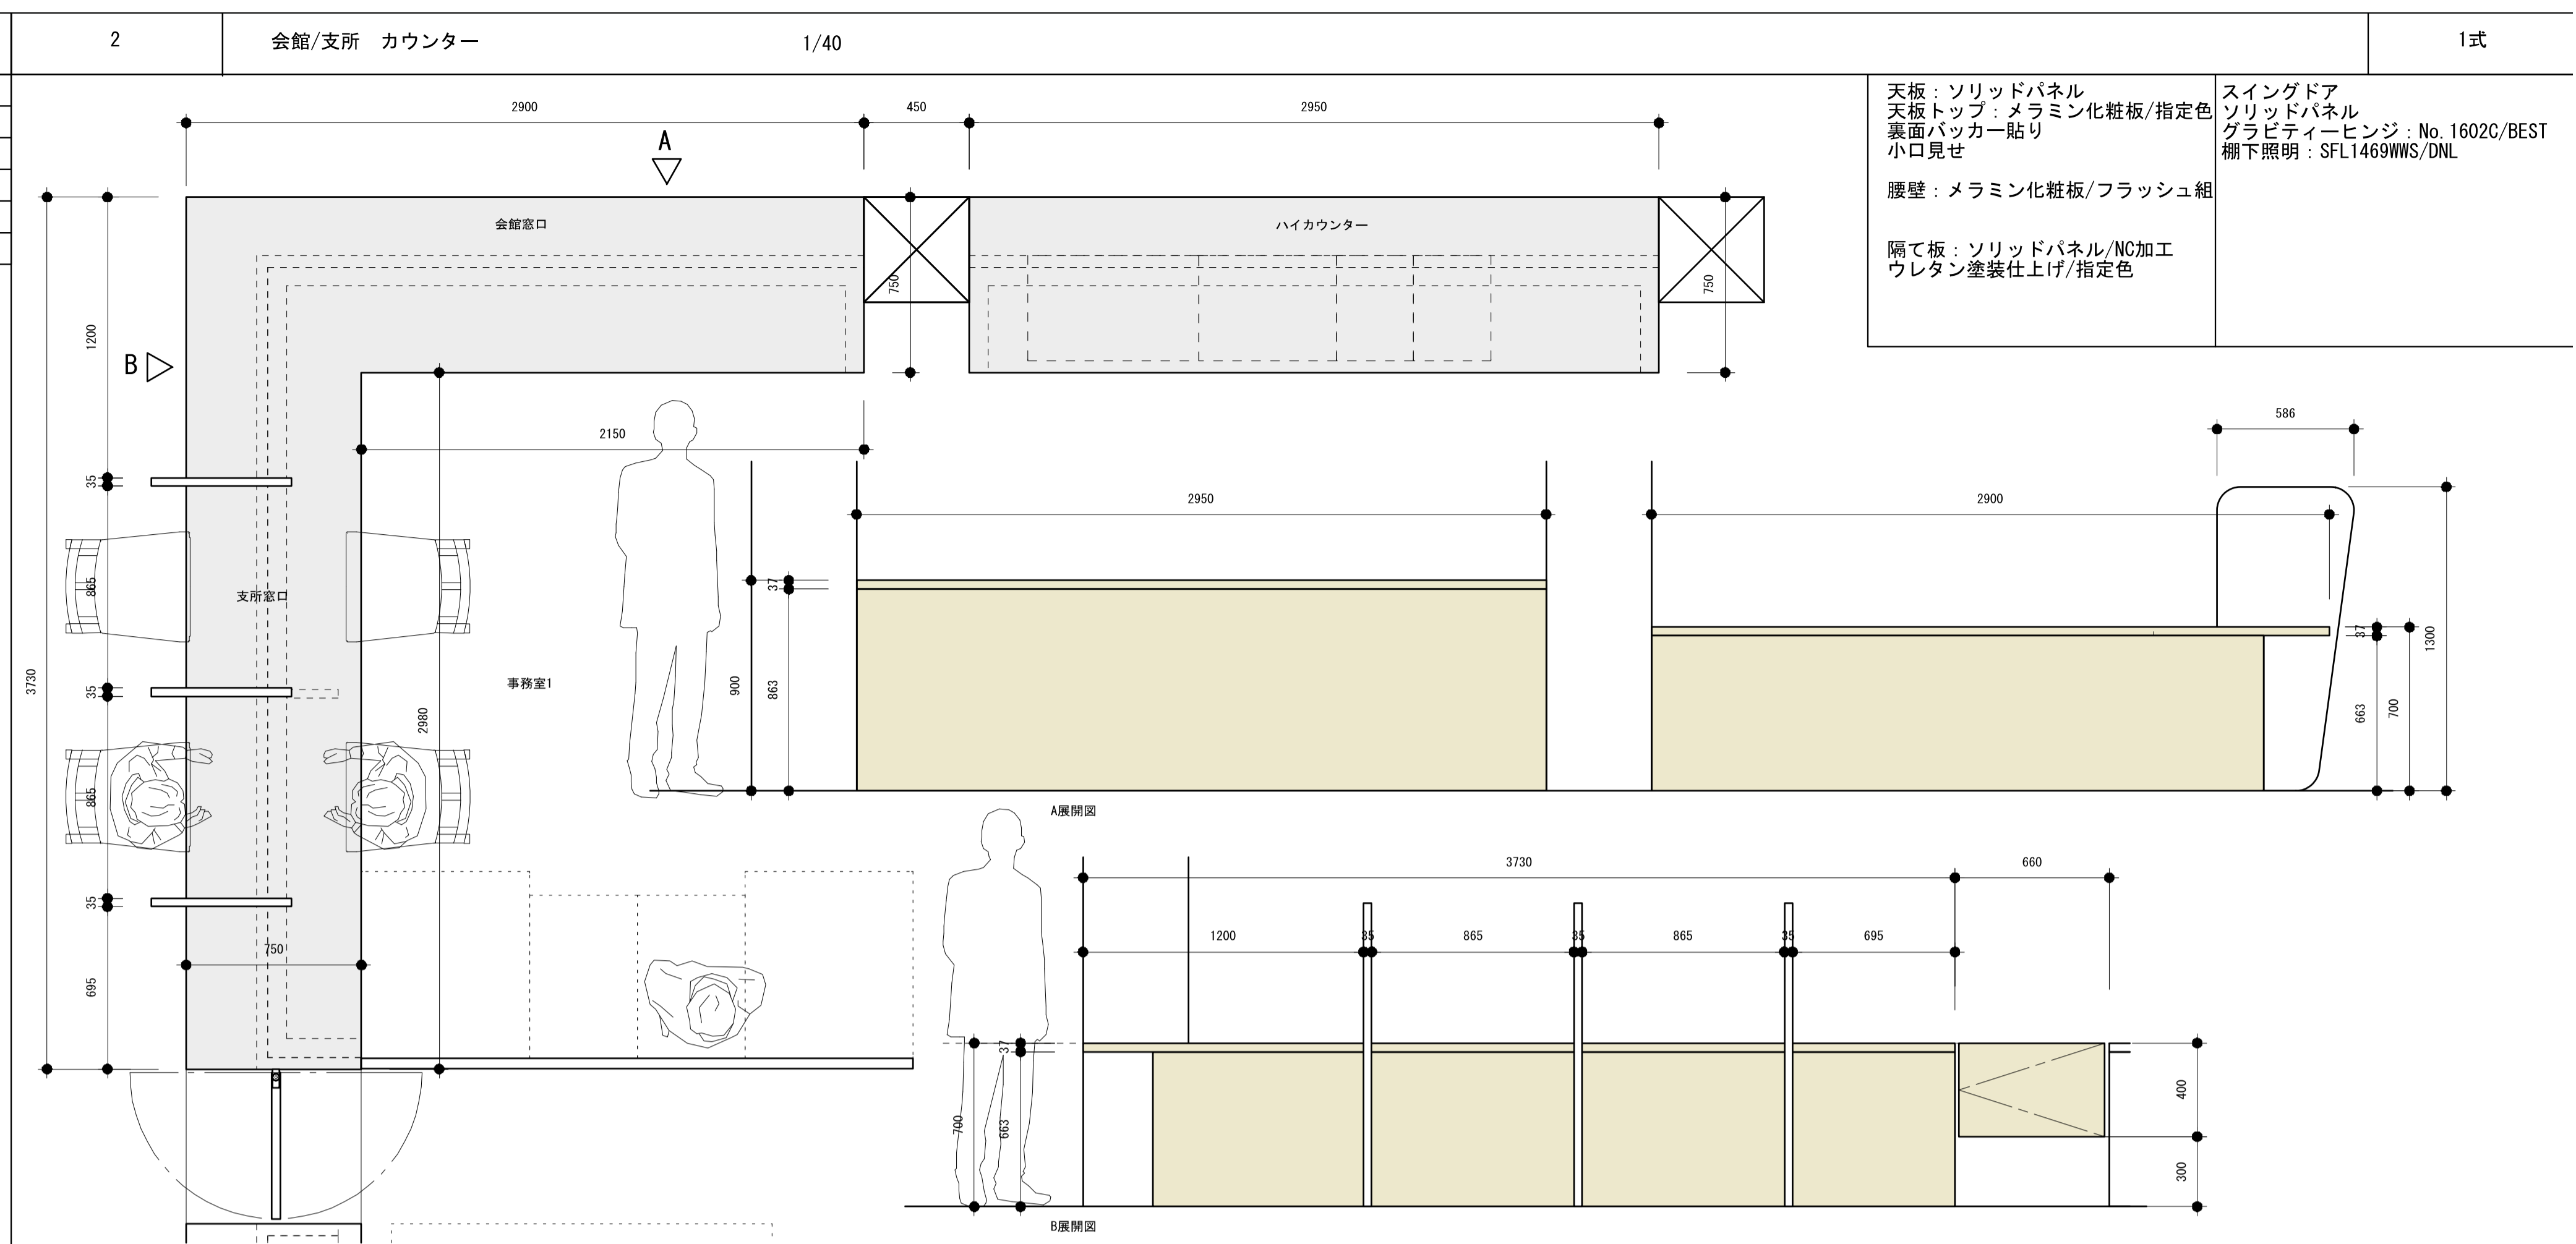 2
会館/支所　カウンター
1/40
1式
天板：ソリッドパネル
天板トップ：メラミン化粧板/指定色
裏面バッカー貼り
小口見せ
腰壁：メラミン化粧板/フラッシュ組
隔て板：ソリッドパネル/NC加工
ウレタン塗装仕上げ/指定色
スイングドア
ソリッドパネル
グラビティーヒンジ：No.1602C/BEST
棚下照明：SFL1469WWS/DNL
2900
450
2950
A
会館窓口
ハイカウンター
750
750
1200
B
2150
35
865
支所窓口
3730
35
事務室1
2980
865
35
750
695
586
2950
2900
37
900
863
37
1300
663
700
A展開図
3730
660
1200
35
865
35
865
35
695
37
700
663
400
300
B展開図